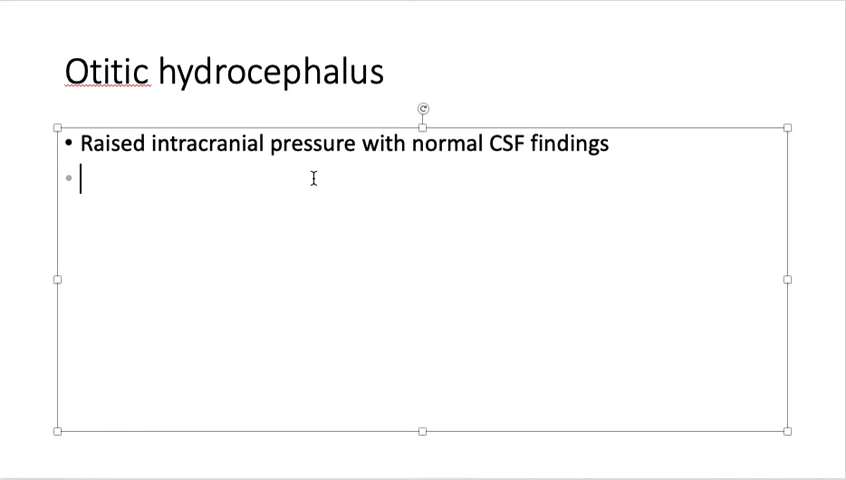 Otitic hydrocephalus
• Raised intracranial pressure with normal CSF findings